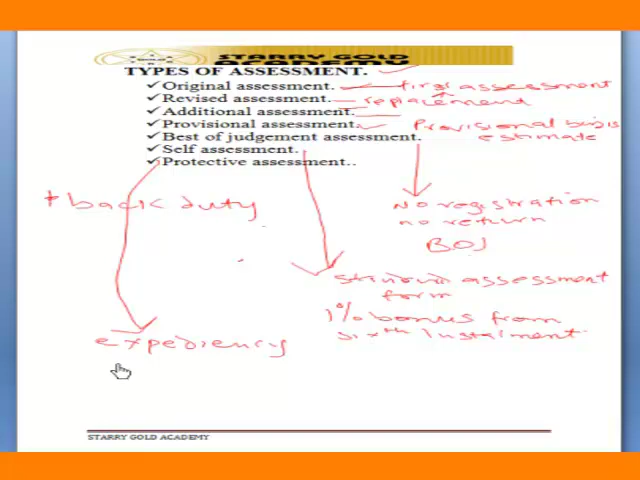 GOLD
STARRY GOLD
ACADEMY
TYPES OF ASSESSMENT.
✓ Original assessment. first assessment
✓ Revised assessment. replacement
✓ Additional assessment.
✓ Provisional assessment. Provisional basis
✓ Best of judgement assessment. estimate
✓ Self assessment.
✓ Protective assessment..
+ back duty
No registration
no return
BOJ
assessment
form
1% bonus from
sixth instalment
expediency
STARRY GOLD ACADEMY